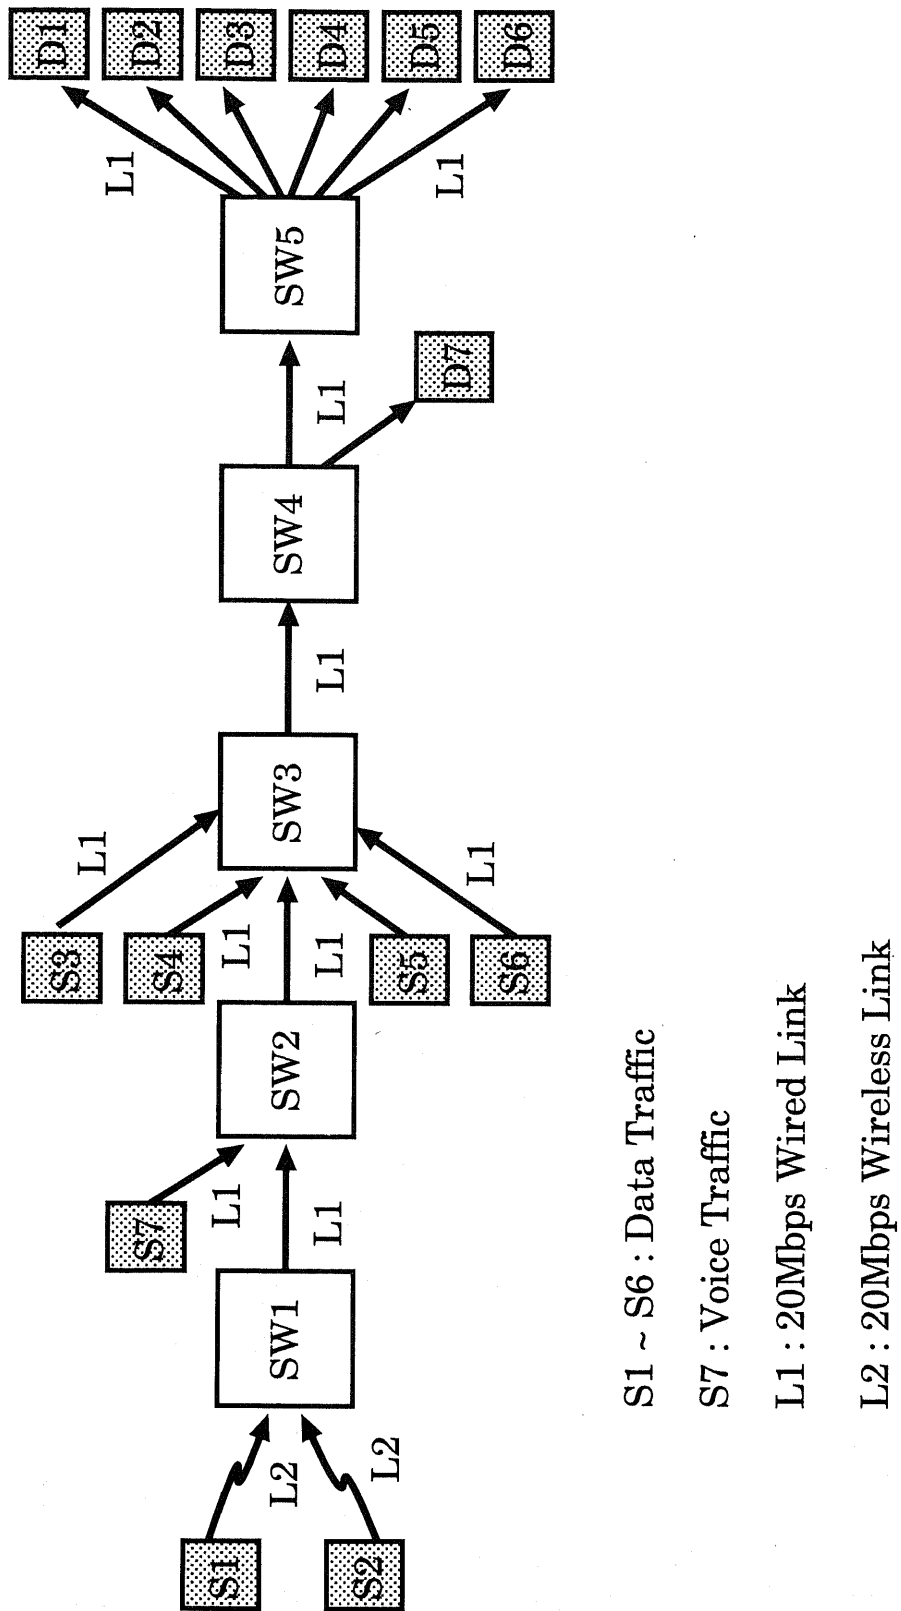 S1
S2
L2
L2
SW1
L1
S7
L1
SW2
L1
S3
S4
S5
S6
L1
L1
L1
SW3
L1
SW4
L1
D7
SW5
L1
L1
D1
D2
D3
D4
D5
D6
S1 ~ S6 : Data Traffic
S7 : Voice Traffic
L1 : 20Mbps Wired Link
L2 : 20Mbps Wireless Link